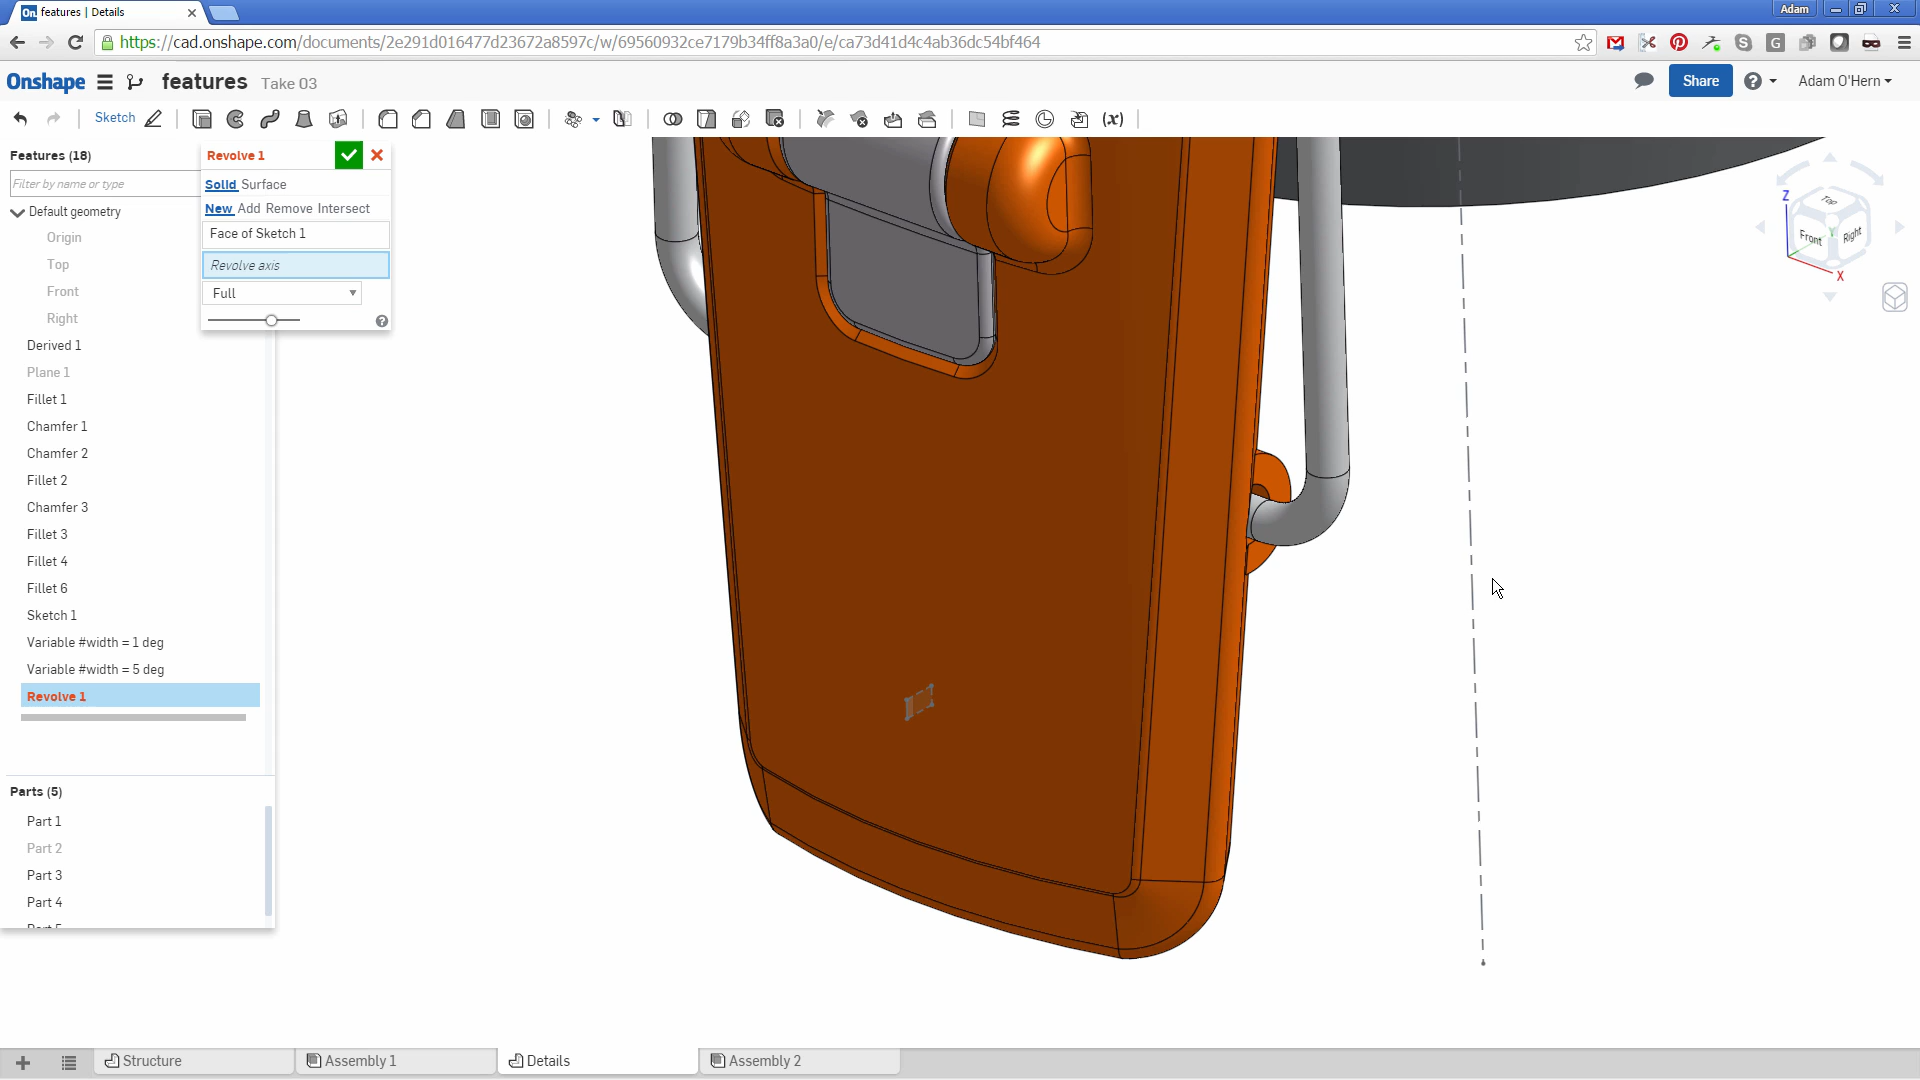 features | Details
Adam
https://cad.onshape.com/documents/2e291d016477d23672a8597c/w/69560932ce7179b34ff8a3a0/e/ca73d41d4c4ab36dc54bf464
Onshape
features Take 03
Share
Adam O'Hern
Sketch
(x)
Features (18)
Filter by name or type
Default geometry
Origin
Top
Front
Right
Derived 1
Plane 1
Fillet 1
Chamfer 1
Chamfer 2
Fillet 2
Chamfer 3
Fillet 3
Fillet 4
Fillet 6
Sketch 1
Variable #width = 1 deg
Variable #width = 5 deg
Revolve 1
Parts (5)
Part 1
Part 2
Part 3
Part 4
Revolve 1
Solid Surface
New Add Remove Intersect
Face of Sketch 1
Revolve axis
Full
Z
Top
Front
Right
Y
X
Structure
Assembly 1
Details
Assembly 2